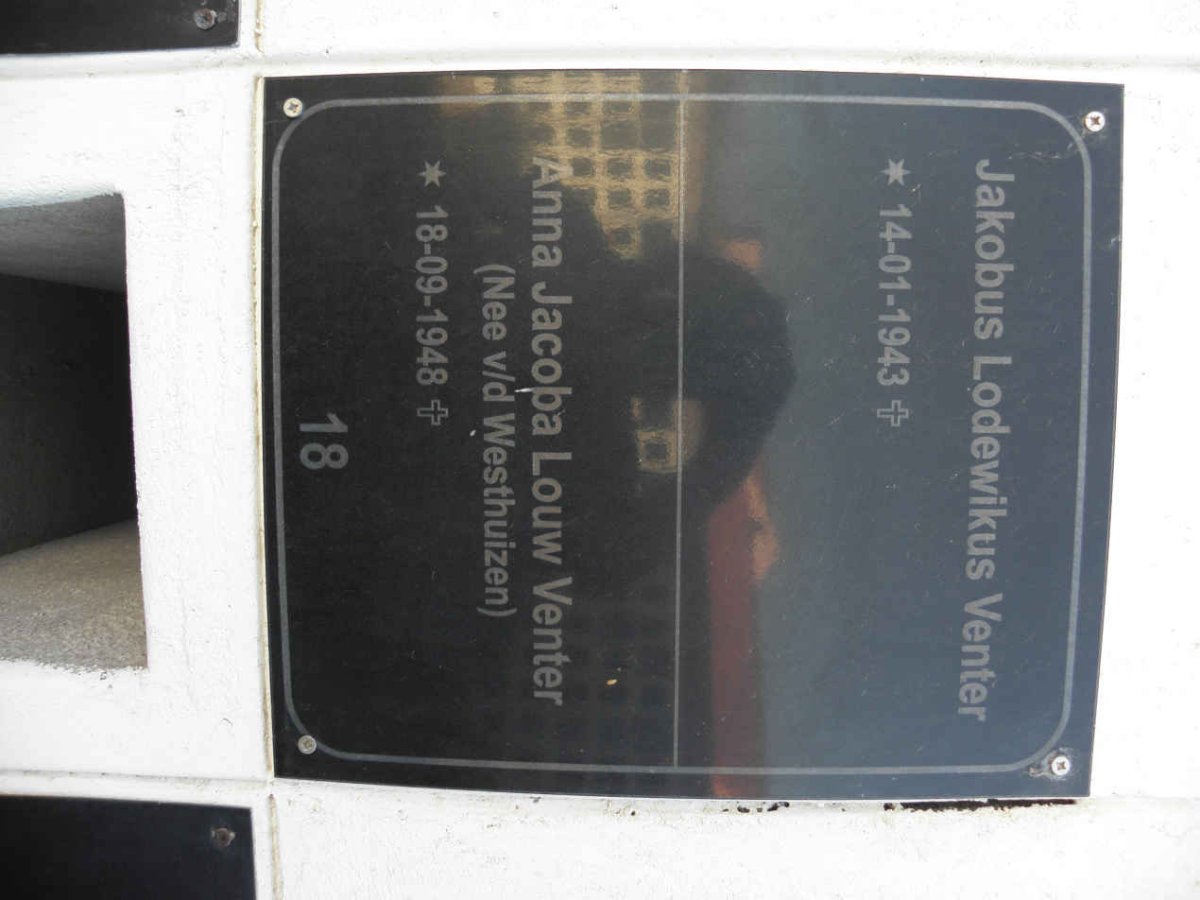 Jakobus Lodewikus Venter
✶ 14-01-1943 ✞
Anna Jacoba Louw Venter
(Nee v/d Westhuizen)
✶ 18-09-1948 ✞
18